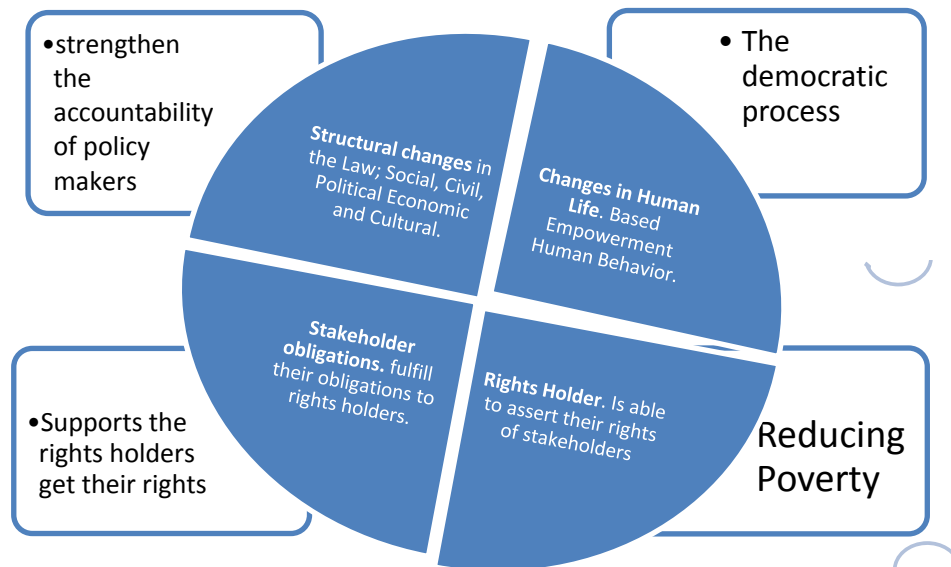 •strengthen
the
accountability
of policy
makers
• The
democratic
process
Structural changes in
the Law; Social, Civil,
Political Economic
and Cultural.
Changes in Human
Life. Based
Empowerment
Human Behavior.
Stakeholder
obligations. fulfill
their obligations to
rights holders.
Rights Holder. Is able
to assert their rights
of stakeholders
•Supports the
rights holders
get their rights
Reducing
Poverty